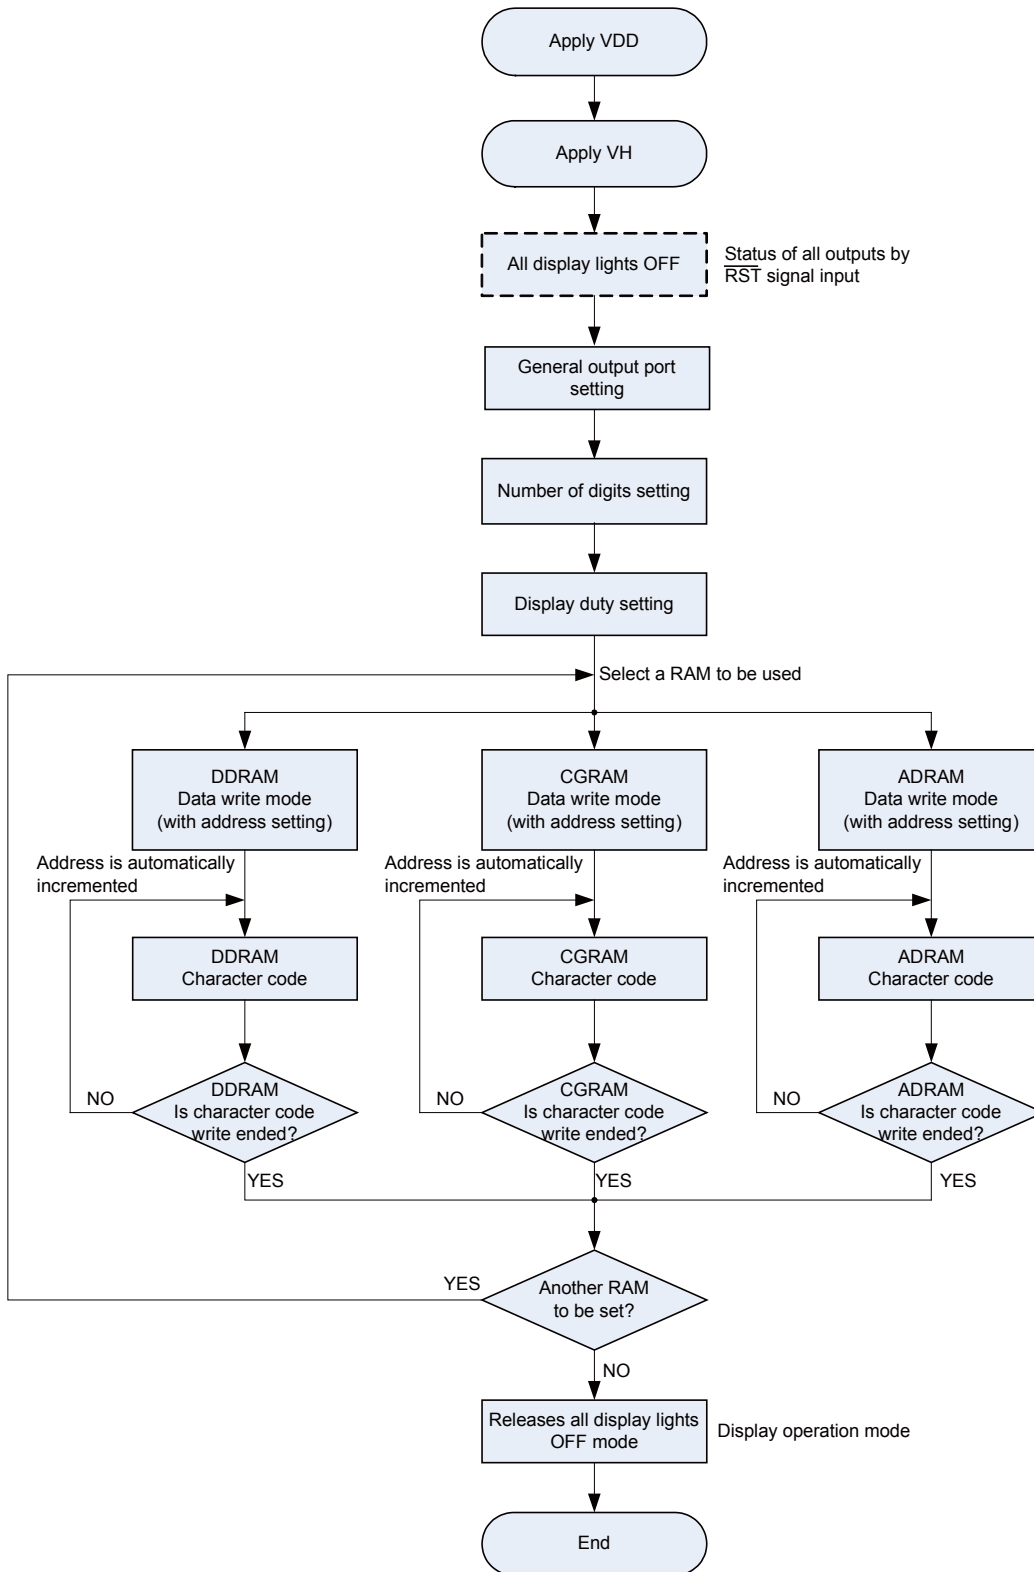 Apply VDD
Apply VH
All display lights OFF
Status of all outputs by
RST signal input
General output port
setting
Number of digits setting
Display duty setting
Select a RAM to be used
DDRAM
Data write mode
(with address setting)
CGRAM
Data write mode
(with address setting)
ADRAM
Data write mode
(with address setting)
Address is automatically
incremented
Address is automatically
incremented
Address is automatically
incremented
DDRAM
Character code
CGRAM
Character code
ADRAM
Character code
NO
DDRAM
Is character code
write ended?
NO
CGRAM
Is character code
write ended?
NO
ADRAM
Is character code
write ended?
YES
YES
YES
YES
Another RAM
to be set?
NO
Releases all display lights
OFF mode
Display operation mode
End